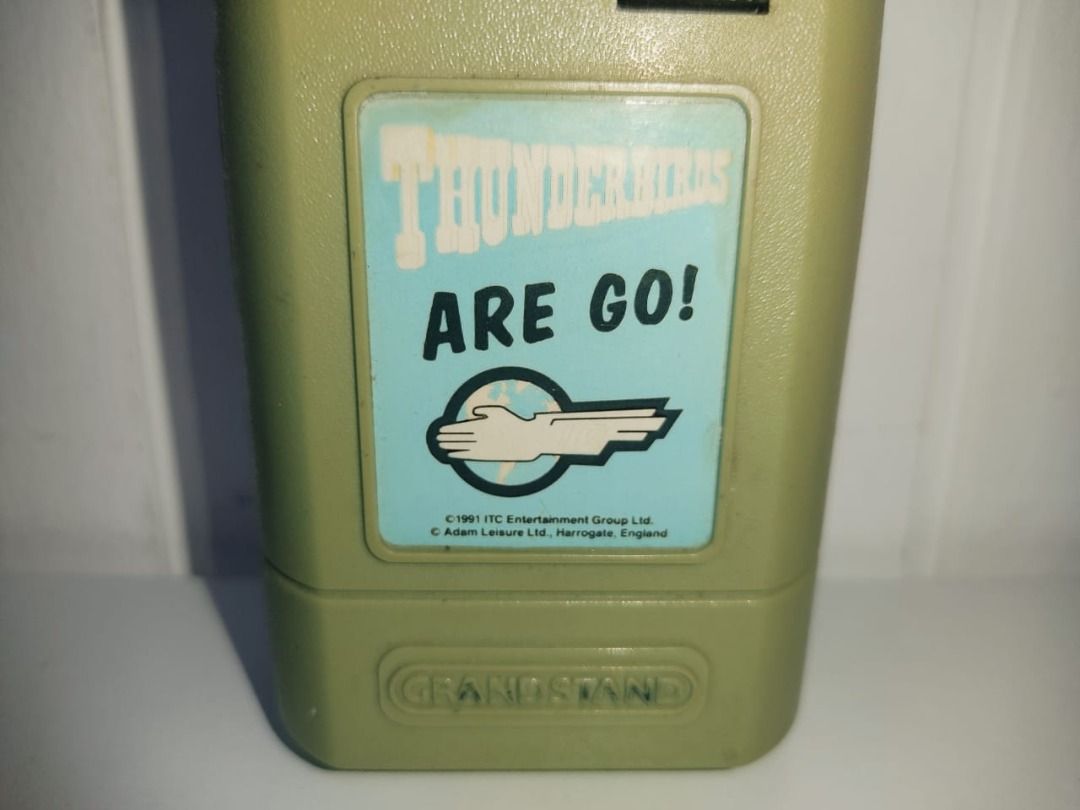 THUNDERBIRDS
ARE GO!
©1991 ITC Entertainment Group Ltd.
© Adam Leisure Ltd., Harrogate, England
GRANDSTAND